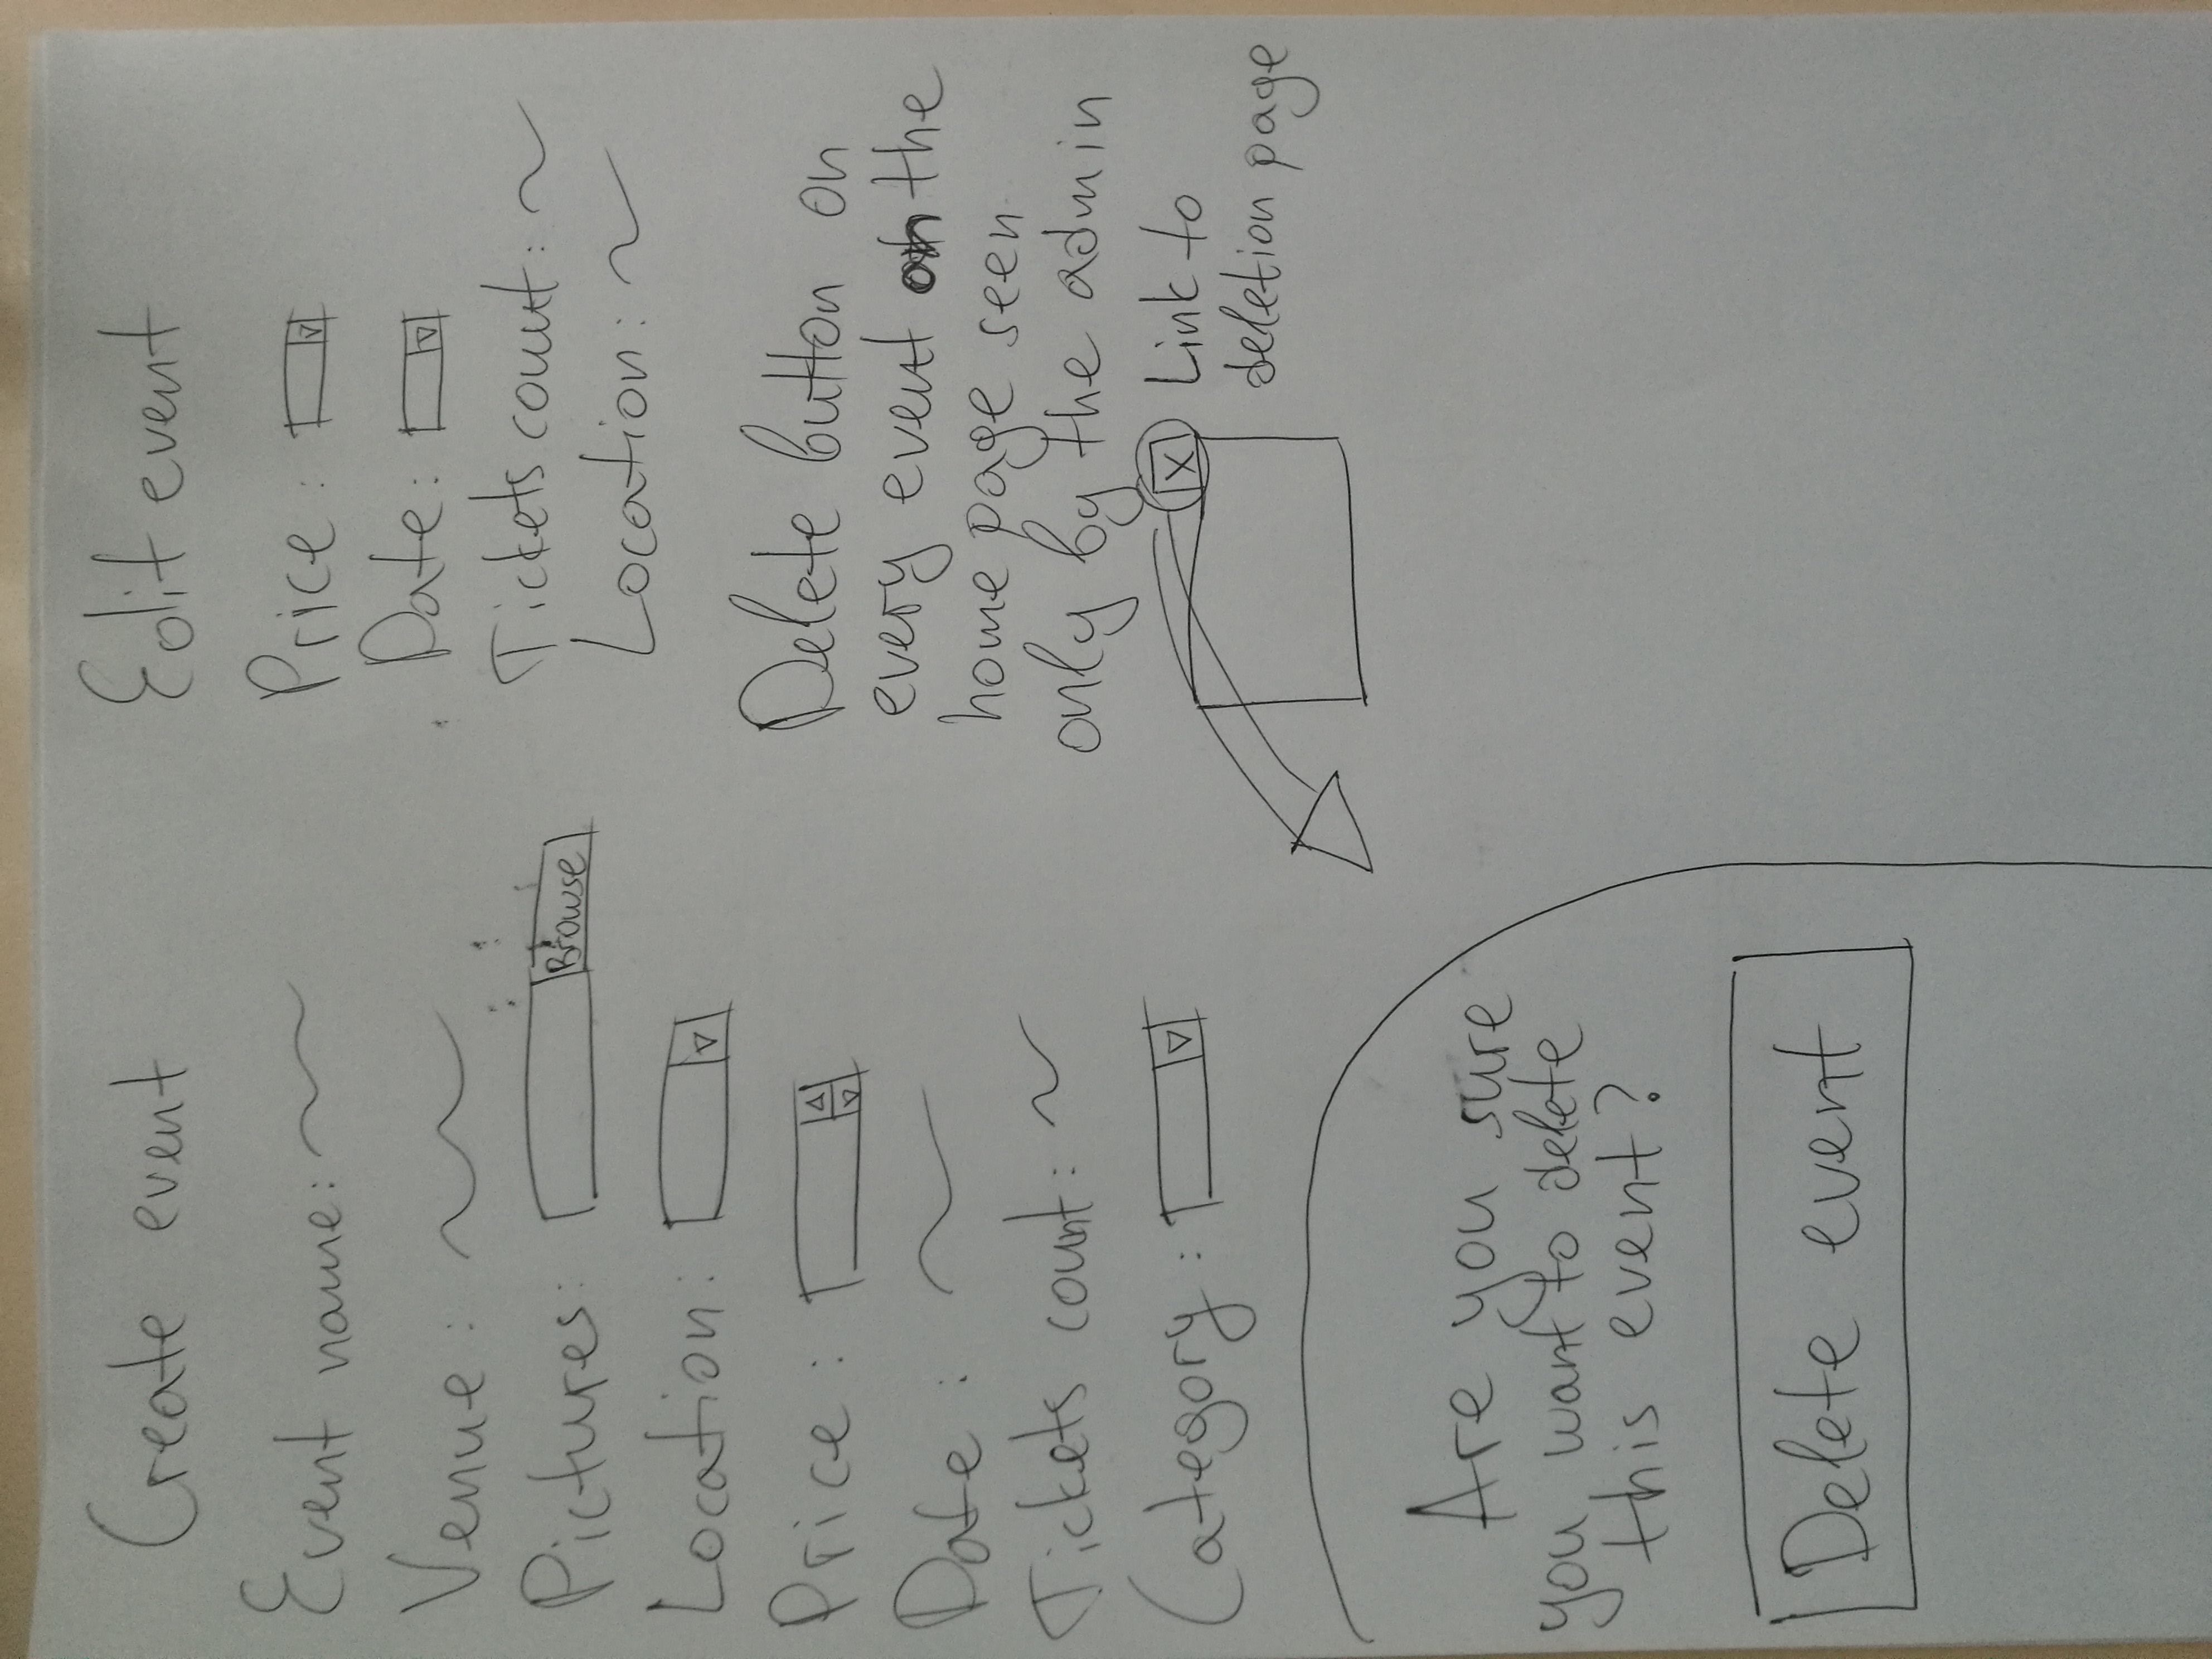 Create event
Event name:
Venue:
Pictures: Browse
Location:
Price:
Date:
Tickets count:
Category:
Edit event
Price:
Date:
Tickets count:
Location:
Delete button on
every event on the
home page seen
only by the admin
X
Link to
deletion page
Are you sure
you want to delete
this event?
Delete event